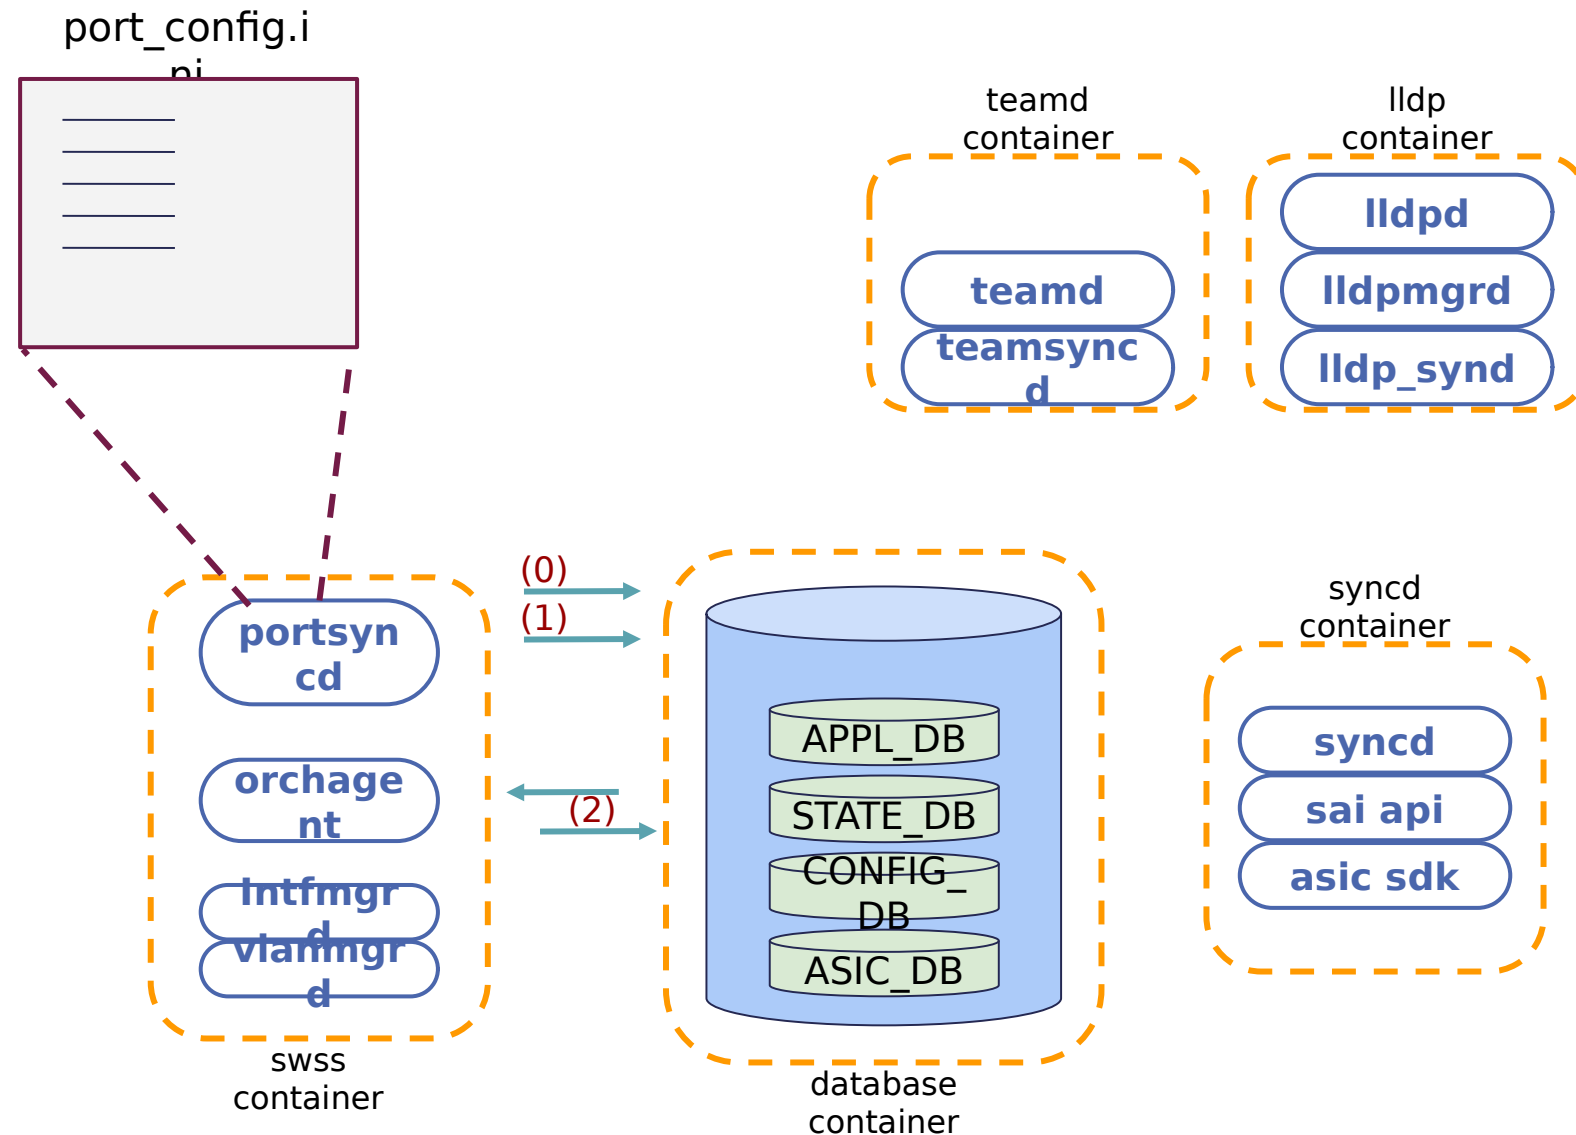 port_config.i
ni
teamd
container
lldp
container
lldpd
teamd
lldpmgrd
teamsync
d
lldp_synd
(0)
(1)
portsyn
cd
syncd
container
APPL_DB
syncd
orchage
nt
(2)
STATE_DB
sai api
CONFIG_
DB
asic sdk
Intfmgr
d
vlanmgr
d
ASIC_DB
swss
container
database
container